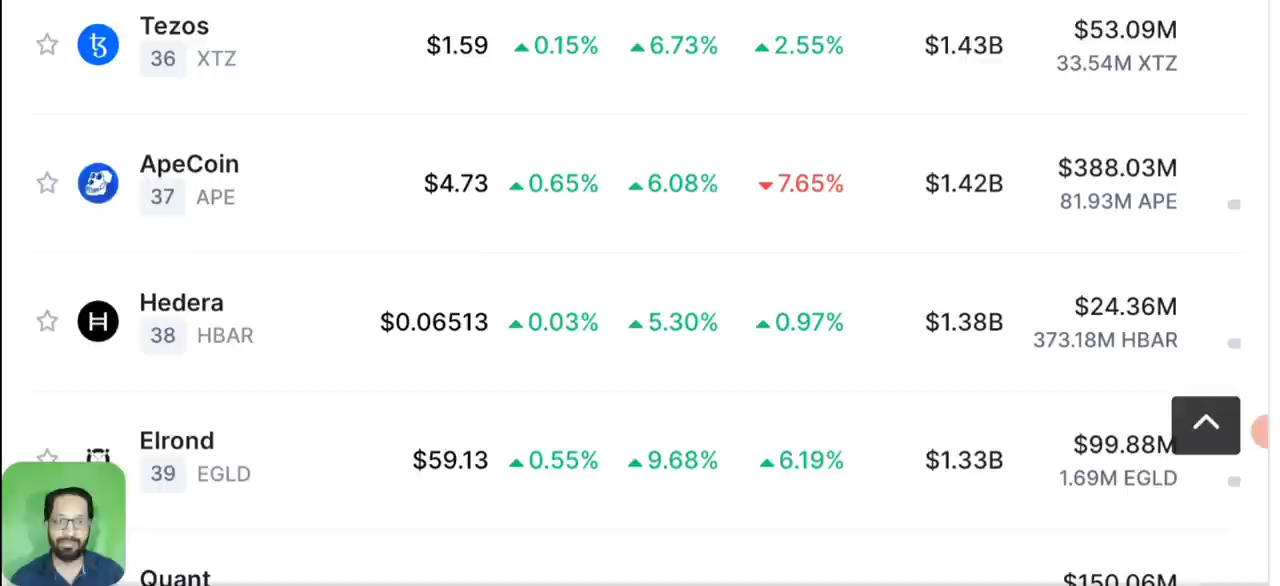 Tezos
36 XTZ
$1.59 0.15% 6.73% 2.55% $1.43B $53.09M
33.54M XTZ
ApeCoin
37 APE
$4.73 0.65% 6.08% 7.65% $1.42B $388.03M
81.93M APE
Hedera
38 HBAR
$0.06513 0.03% 5.30% 0.97% $1.38B $24.36M
373.18M HBAR
Elrond
39 EGLD
$59.13 0.55% 9.68% 6.19% $1.33B $99.88M
1.69M EGLD
Quant
$150.06M